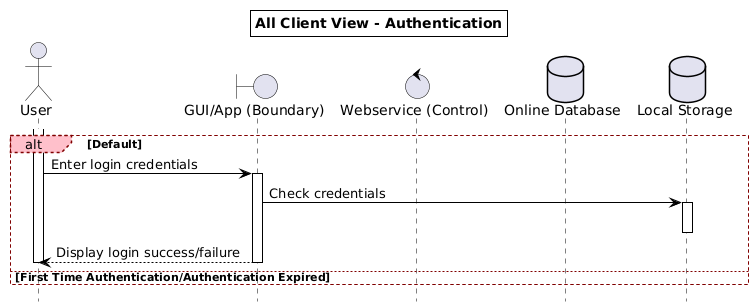 All Client View - Authentication
User
GUI/App (Boundary)
Webservice (Control)
Online Database
Local Storage
alt
[Default]
Enter login credentials
Check credentials
Display login success/failure
[First Time Authentication/Authentication Expired]